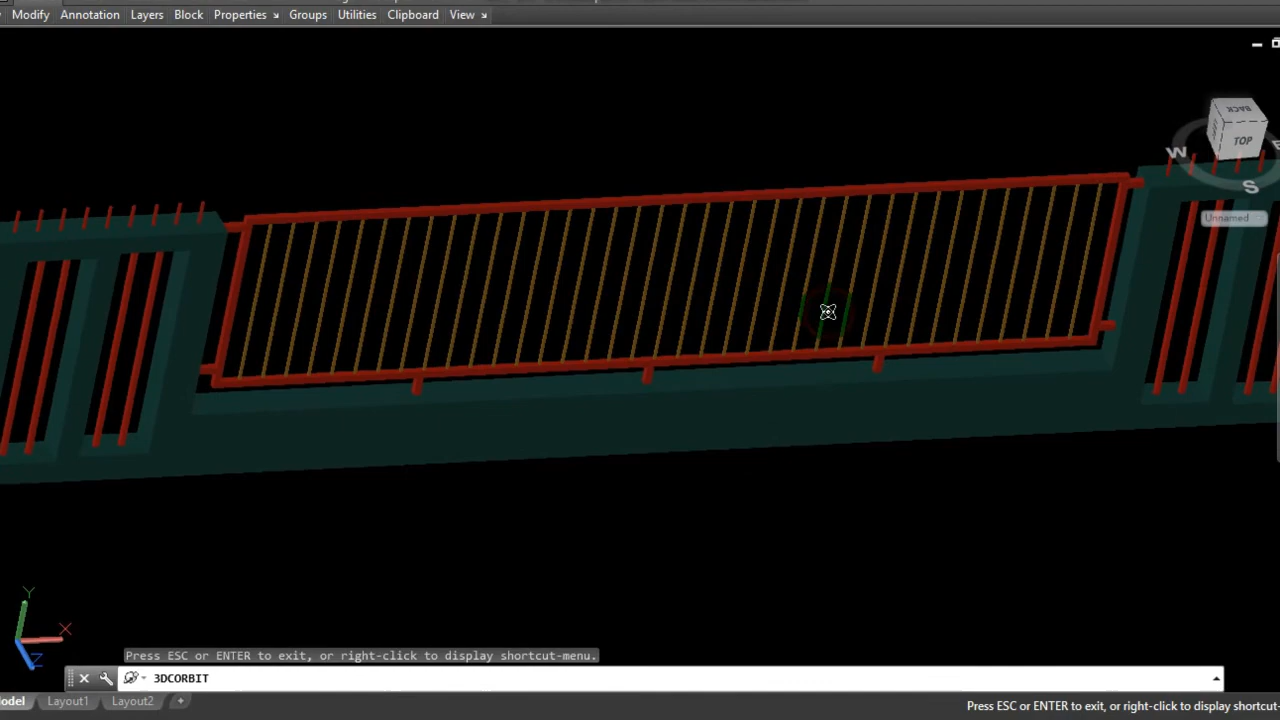 Modify Annotation Layers Block Properties Groups Utilities Clipboard View
BACK
TOP
W
S
Unnamed
Y
X
Z
Press ESC or ENTER to exit, or right-click to display shortcut-menu.
3DCORBIT
Layout1 Layout2 +
Press ESC or ENTER to exit, or right-click to display shortcut-